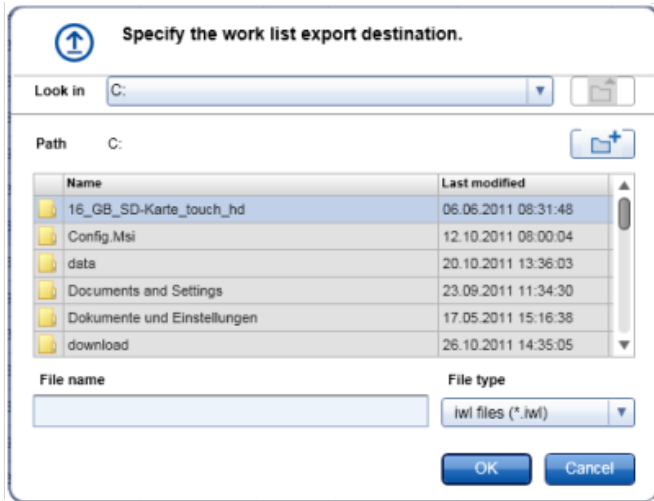 Specify the work list export destination.
Look in C:
Path C:
Name Last modified
16_GB_SD-Karte_touch_hd 06.06.2011 08:31:48
Config.Msi 12.10.2011 08:00:04
data 20.10.2011 13:36:03
Documents and Settings 23.09.2011 11:34:30
Dokumente und Einstellungen 17.05.2011 15:16:38
download 26.10.2011 14:35:05
File name File type
iwl files (*.iwl)
OK Cancel